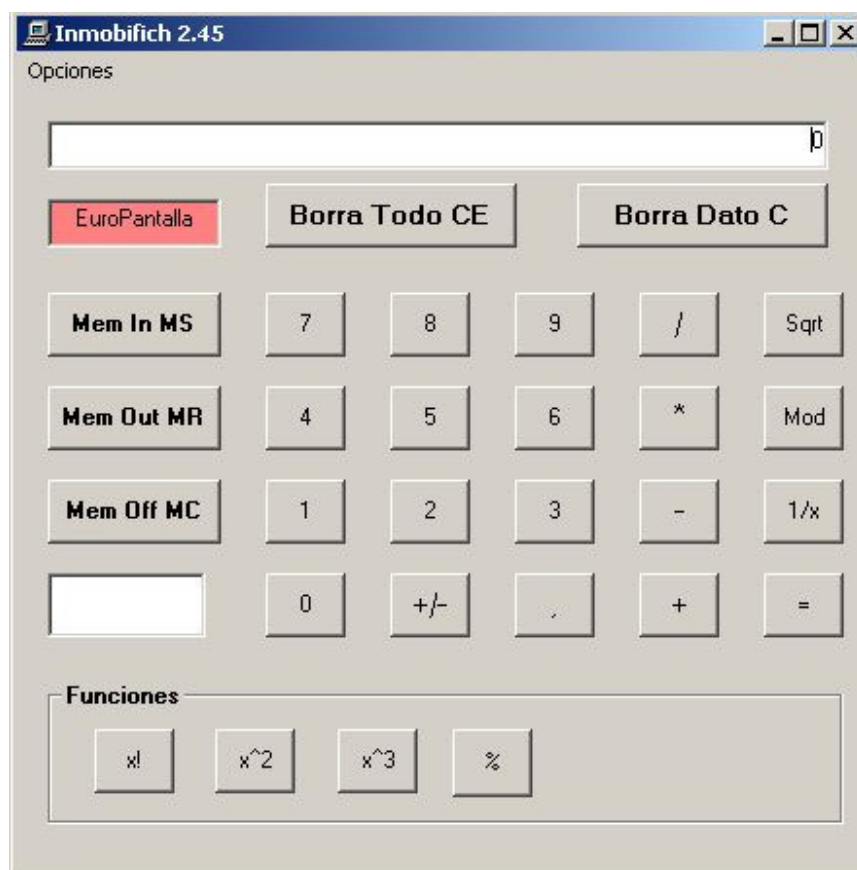 Inmobifich 2.45
Opciones
0
EuroPantalla Borra Todo CE Borra Dato C
Mem In MS 7 8 9 / Sqrt
Mem Out MR 4 5 6 * Mod
Mem Off MC 1 2 3 - 1/x
0 +/- , + =
Funciones
x! x^2 x^3 %